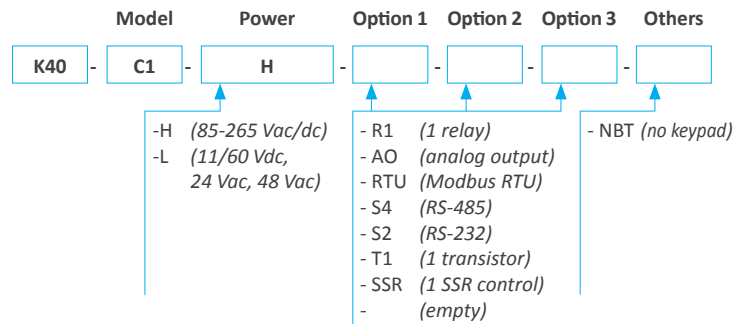 Model Power Option 1 Option 2 Option 3 Others
K40 - C1 - H - - - -
-H (85-265 Vac/dc) - R1 (1 relay) - NBT (no keypad)
-L (11/60 Vdc, - AO (analog output)
24 Vac, 48 Vac) - RTU (Modbus RTU)
- S4 (RS-485)
- S2 (RS-232)
- T1 (1 transistor)
- SSR (1 SSR control)
- (empty)